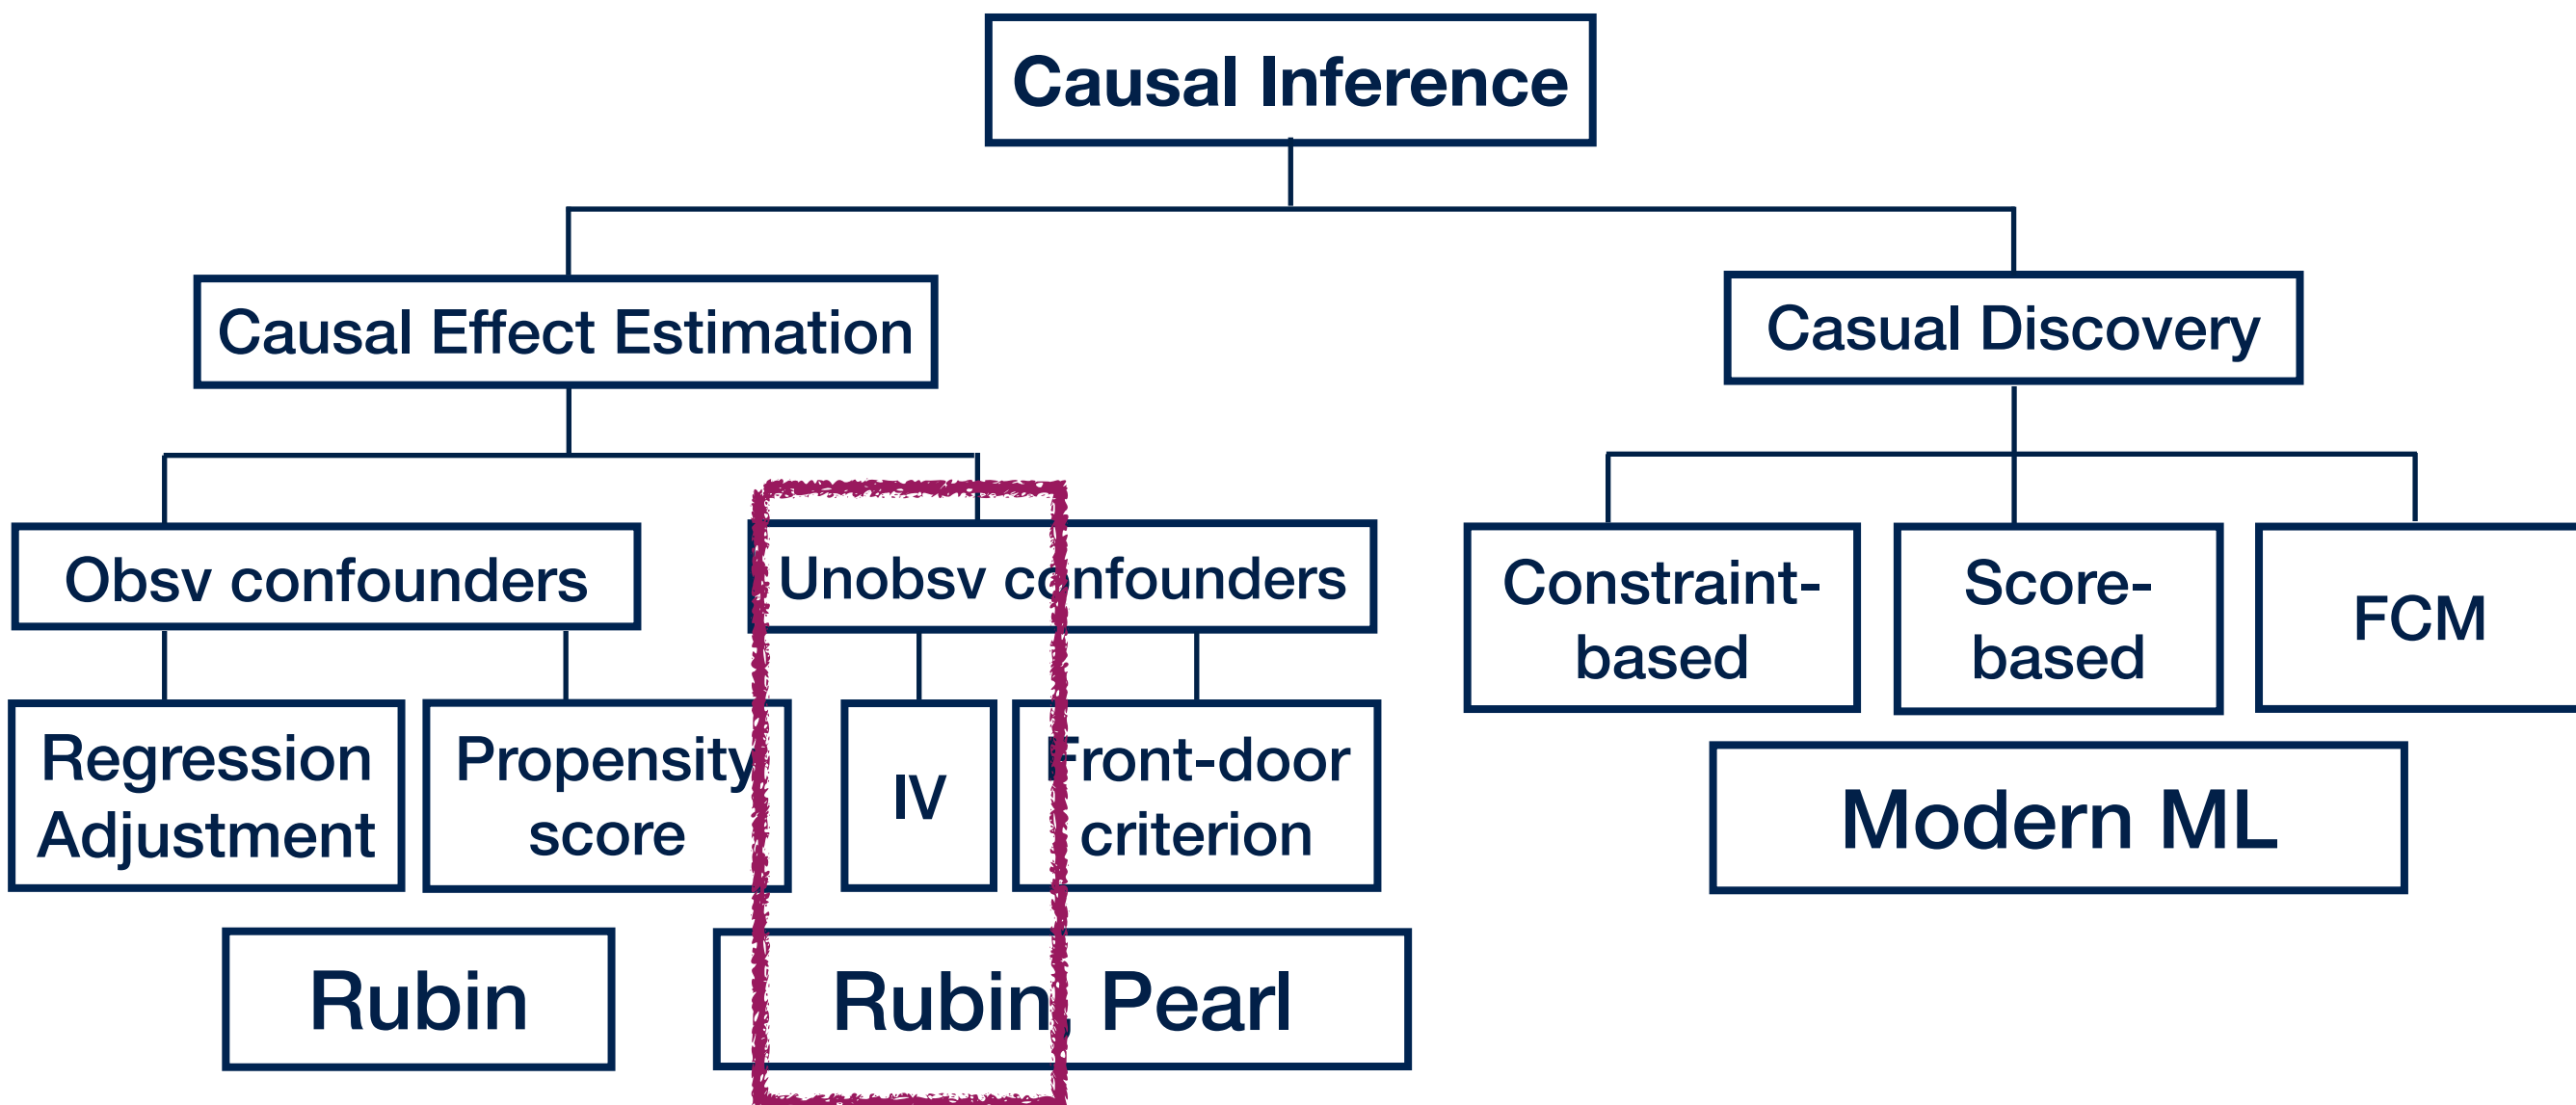 Causal Inference
Causal Effect Estimation
Casual Discovery
Obsv confounders
Unobsv confounders
Constraint-
based
Score-
based
FCM
Regression
Adjustment
Propensity
score
IV
Front-door
criterion
Modern ML
Rubin
Rubin, Pearl